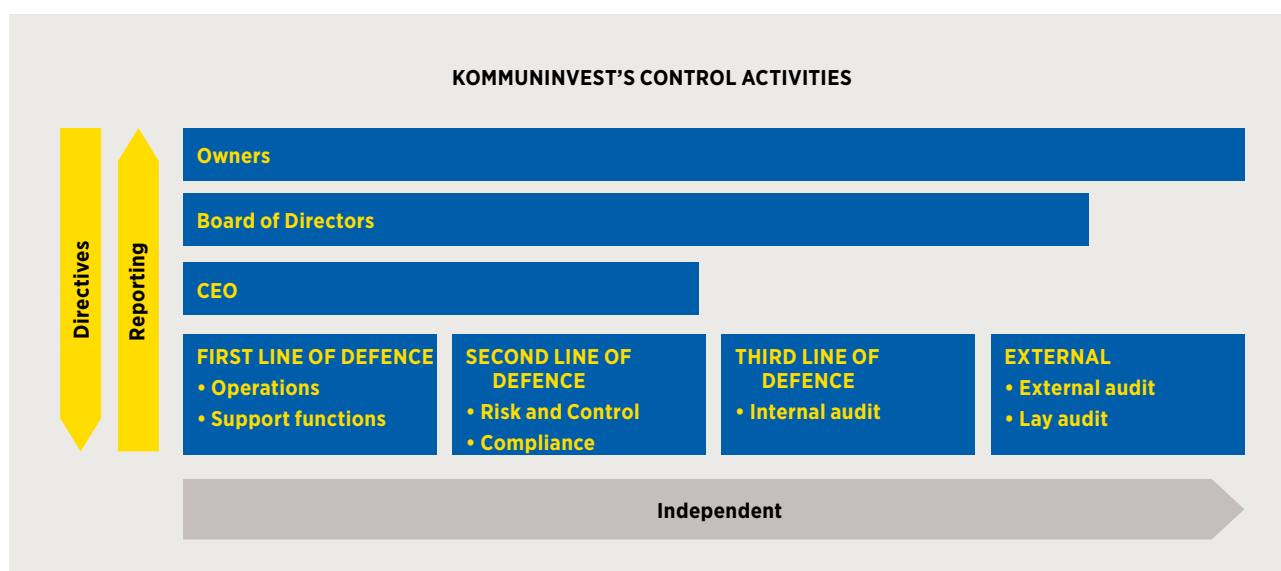 KOMMUNINVEST’S CONTROL ACTIVITIES
Directives
Reporting
Owners
Board of Directors
CEO
FIRST LINE OF DEFENCE
• Operations
• Support functions
SECOND LINE OF
DEFENCE
• Risk and Control
• Compliance
THIRD LINE OF
DEFENCE
• Internal audit
EXTERNAL
• External audit
• Lay audit
Independent